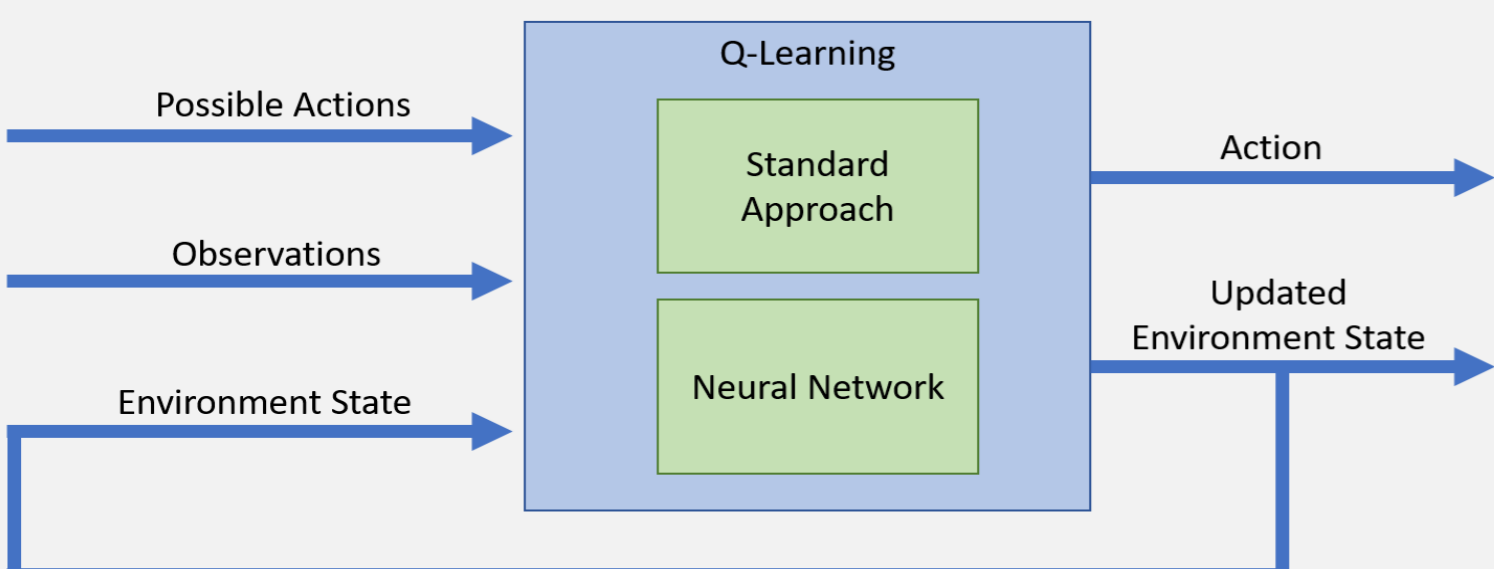 Q-Learning
Possible Actions
Observations
Environment State
Standard
Approach
Neural Network
Action
Updated
Environment State